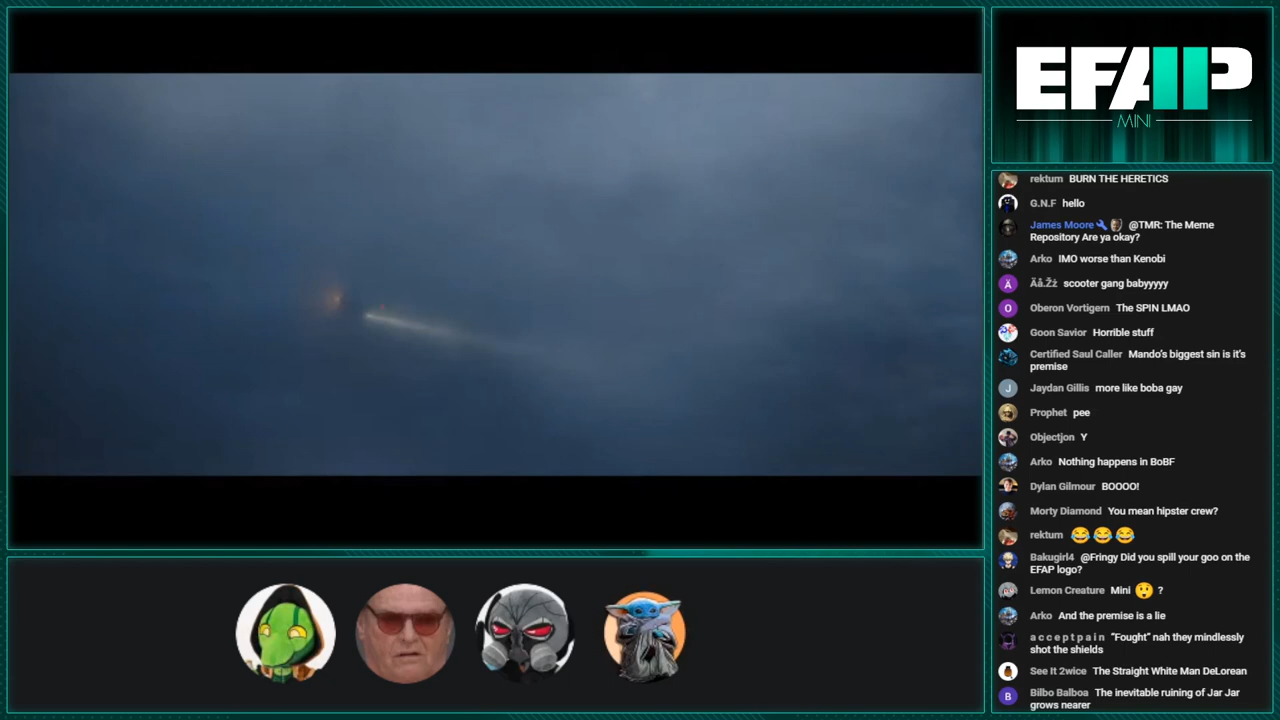 EFAP
MINI
rektum BURN THE HERETICS
G.N.F hello
James Moore @TMR: The Meme
Repository Are ya okay?
Arko IMO worse than Kenobi
Äå.Žż scooter gang babyyyyy
Oberon Vortigern The SPIN LMAO
Goon Savior Horrible stuff
Certified Saul Caller Mando's biggest sin is it's
premise
Jaydan Gillis more like boba gay
Prophet pee
Objectjon Y
Arko Nothing happens in BoBF
Dylan Gilmour BOOOO!
Morty Diamond You mean hipster crew?
rektum 😂😂😂
Bakugirl4 @Fringy Did you spill your goo on the
EFAP logo?
Lemon Creature Mini 😲 ?
Arko And the premise is a lie
a c c e p t p a i n "Fought" nah they mindlessly
shot the shields
See It 2wice The Straight White Man DeLorean
Bilbo Balboa The inevitable ruining of Jar Jar
grows nearer